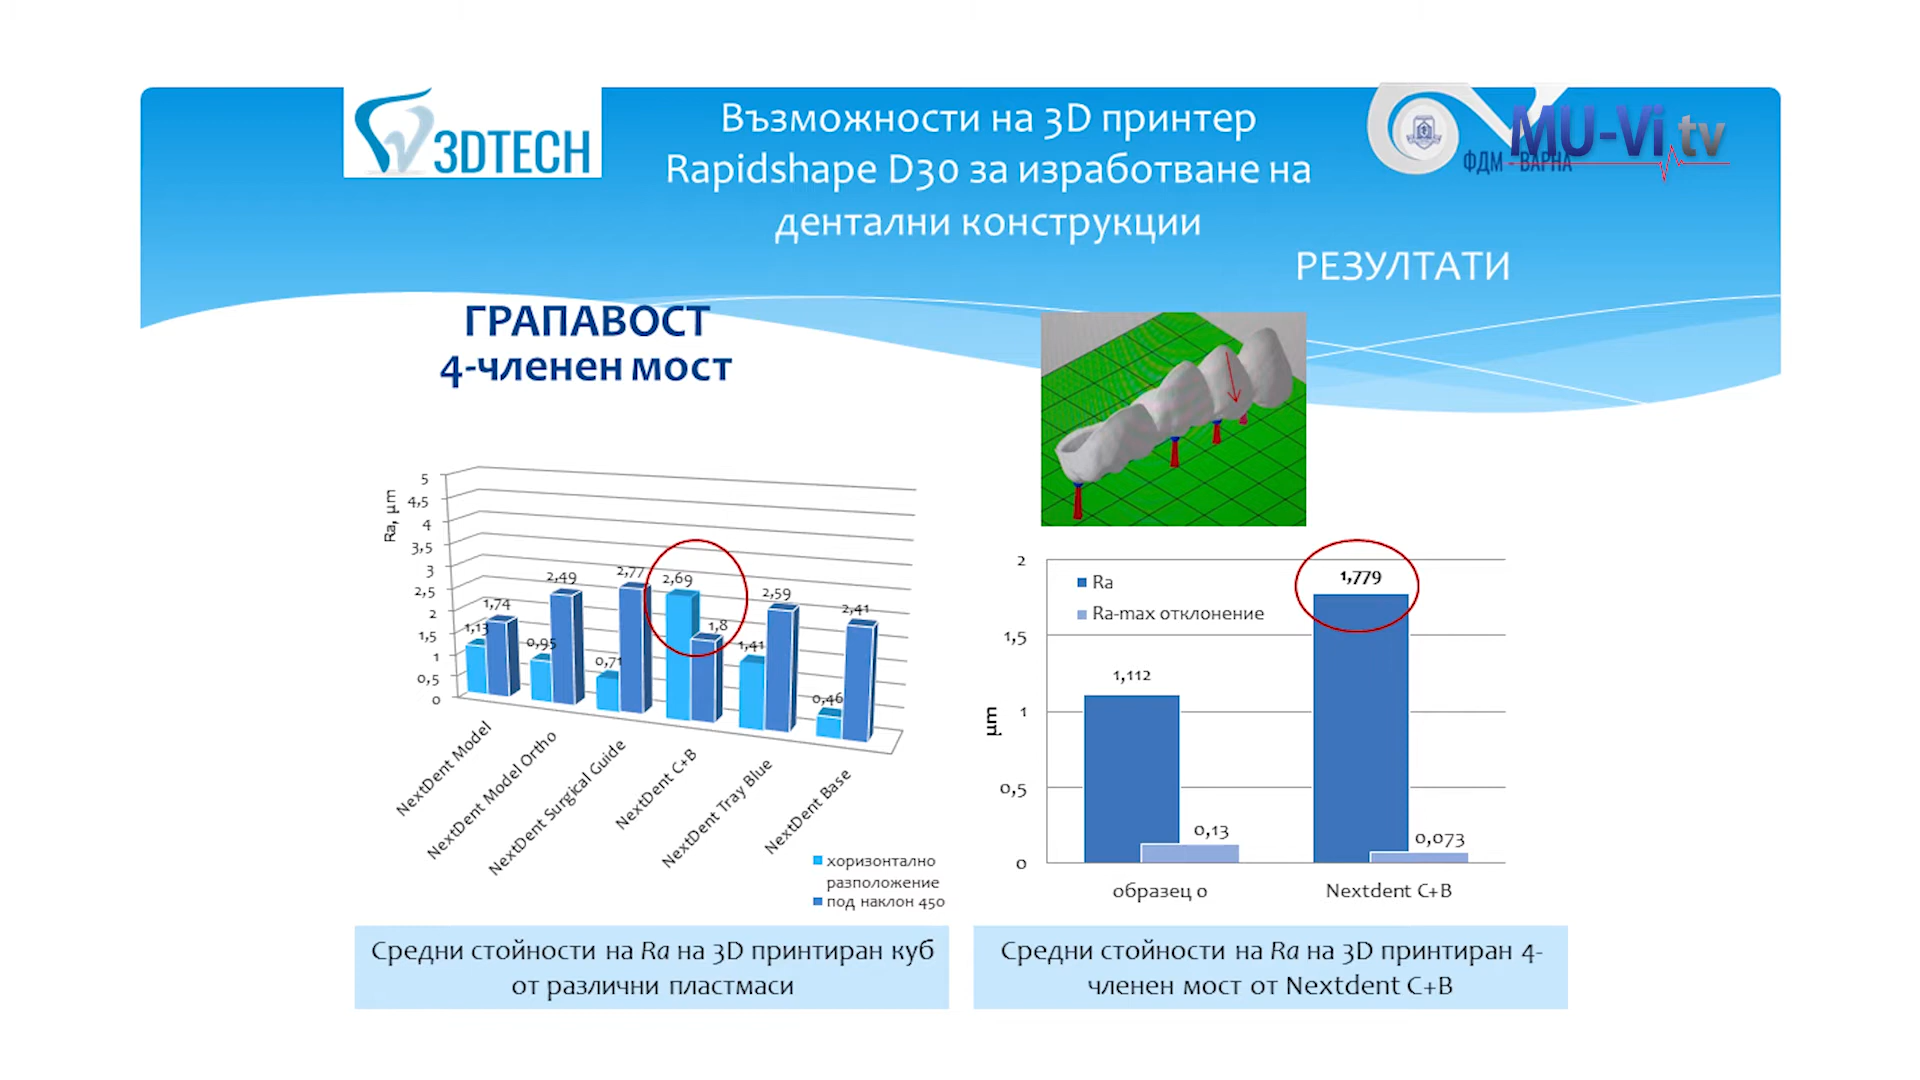 3DTECH
Възможности на 3D принтер
Rapidshape D30 за изработване на
дентални конструкции
ФДМ - ВАРНА
MU-Vi.tv
РЕЗУЛТАТИ
ГРАПАВОСТ
4-членен мост
Ra, µm
5
4,5
4
3,5
3
2,5
2
1,5
1
0,5
0
1,13
1,74
0,95
2,49
0,71
2,77
2,69
1,8
1,41
2,59
0,46
2,41
NextDent Model
NextDent Model Ortho
NextDent Surgical Guide
NextDent C+B
NextDent Tray Blue
NextDent Base
хоризонтално
разположение
под наклон 450
Средни стойности на Ra на 3D принтиран куб
от различни пластмаси
µm
2
1,5
1
0,5
0
Ra
Ra-max отклонение
1,112
0,13
1,779
0,073
образец 0
Nextdent C+B
Средни стойности на Ra на 3D принтиран 4-
членен мост от Nextdent C+B